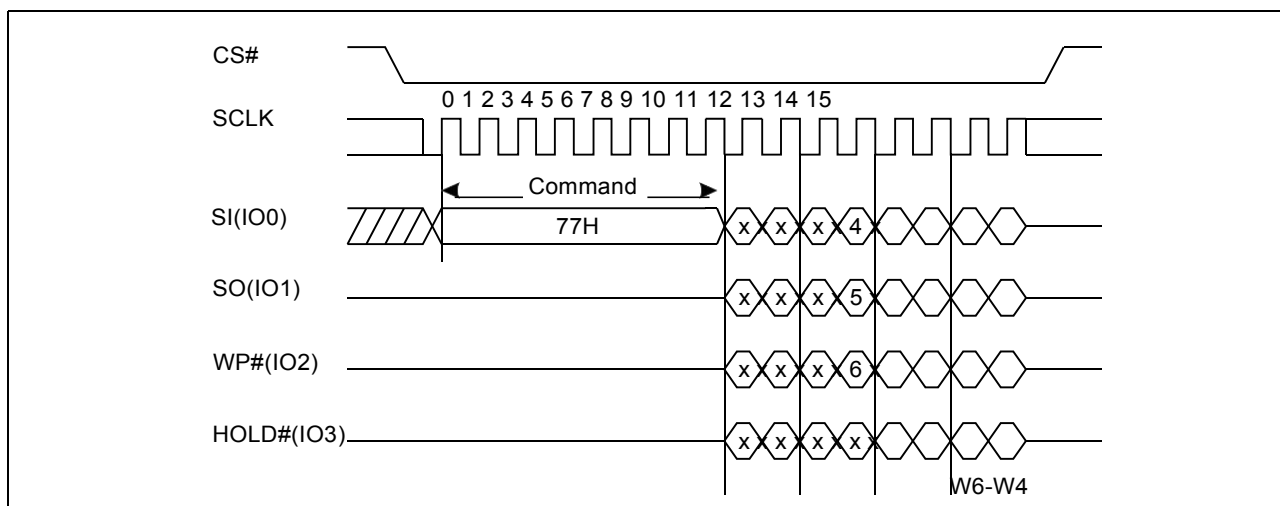 CS#
0 1 2 3 4 5 6 7 8 9 10 11 12 13 14 15
SCLK
Command
SI(IO0) 77H x x x 4
SO(IO1) x x x 5
WP#(IO2) x x x 6
HOLD#(IO3) x x x x
W6-W4